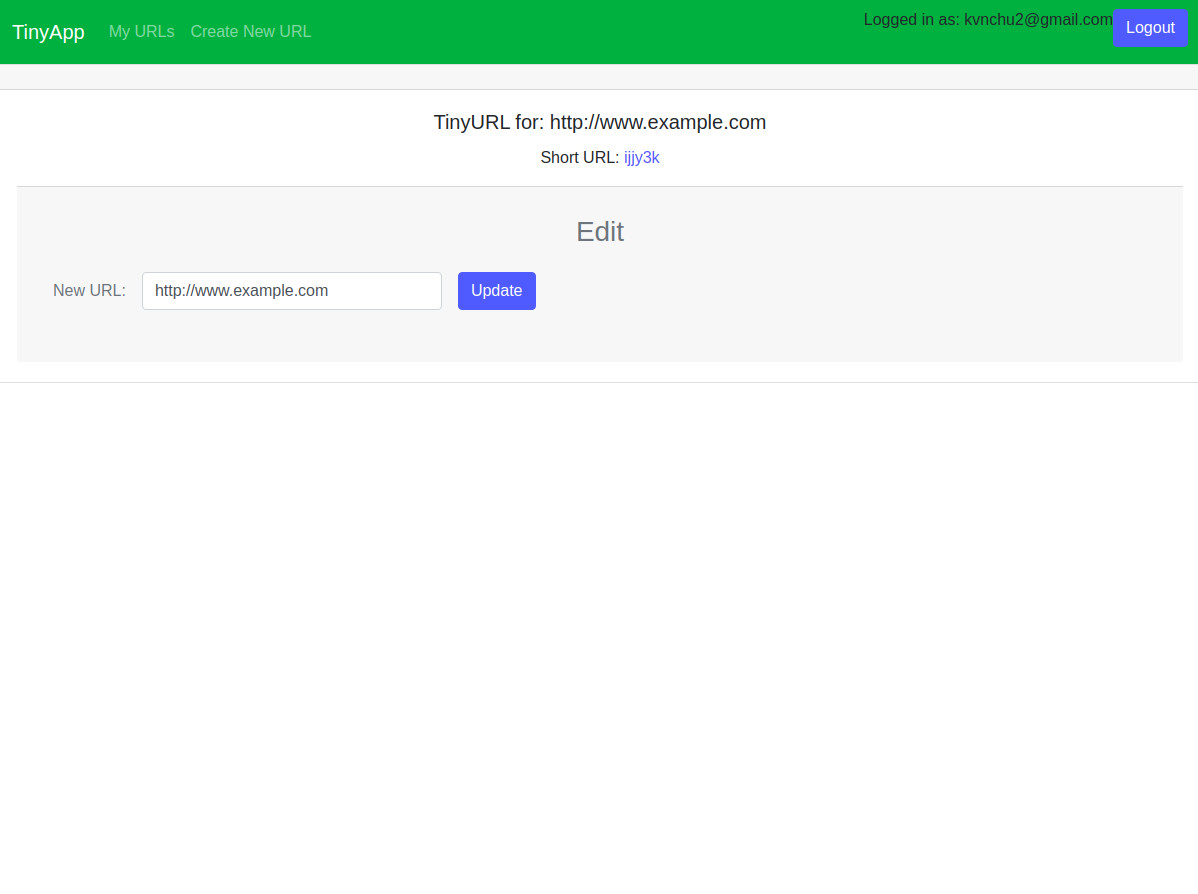 TinyApp My URLs Create New URL Logged in as: kvnchu2@gmail.com Logout
TinyURL for: http://www.example.com
Short URL: ijjy3k
Edit
New URL: http://www.example.com Update